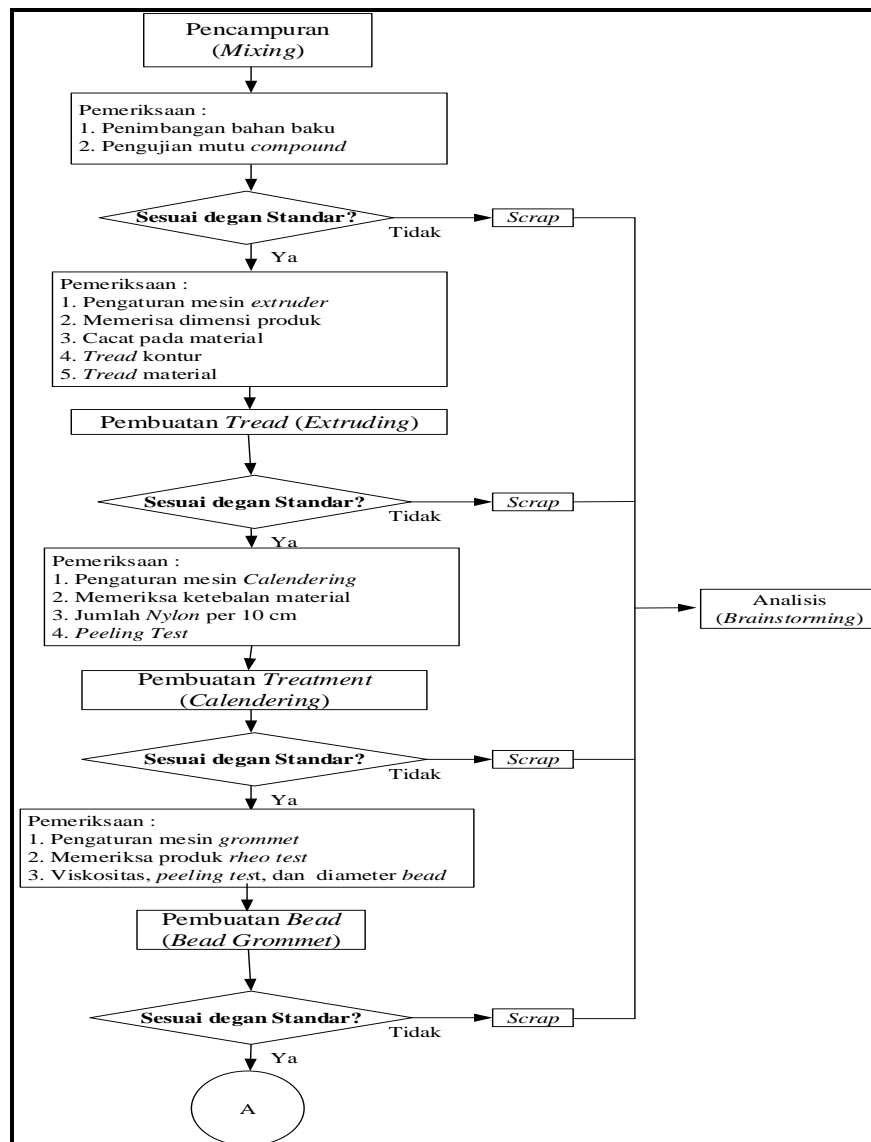 Pencampuran
(Mixing)
Pemeriksaan :
1. Penimbangan bahan baku
2. Pengujian mutu compound
Sesuai degan Standar?
Tidak
Scrap
Ya
Pemeriksaan :
1. Pengaturan mesin extruder
2. Memerisa dimensi produk
3. Cacat pada material
4. Tread kontur
5. Tread material
Pembuatan Tread (Extruding)
Sesuai degan Standar?
Tidak
Scrap
Ya
Pemeriksaan :
1. Pengaturan mesin Calendering
2. Memeriksa ketebalan material
3. Jumlah Nylon per 10 cm
4. Peeling Test
Analisis
(Brainstorming)
Pembuatan Treatment
(Calendering)
Sesuai degan Standar?
Tidak
Scrap
Ya
Pemeriksaan :
1. Pengaturan mesin grommet
2. Memeriksa produk rheo test
3. Viskositas, peeling test, dan diameter bead
Pembuatan Bead
(Bead Grommet)
Sesuai degan Standar?
Tidak
Scrap
Ya
A